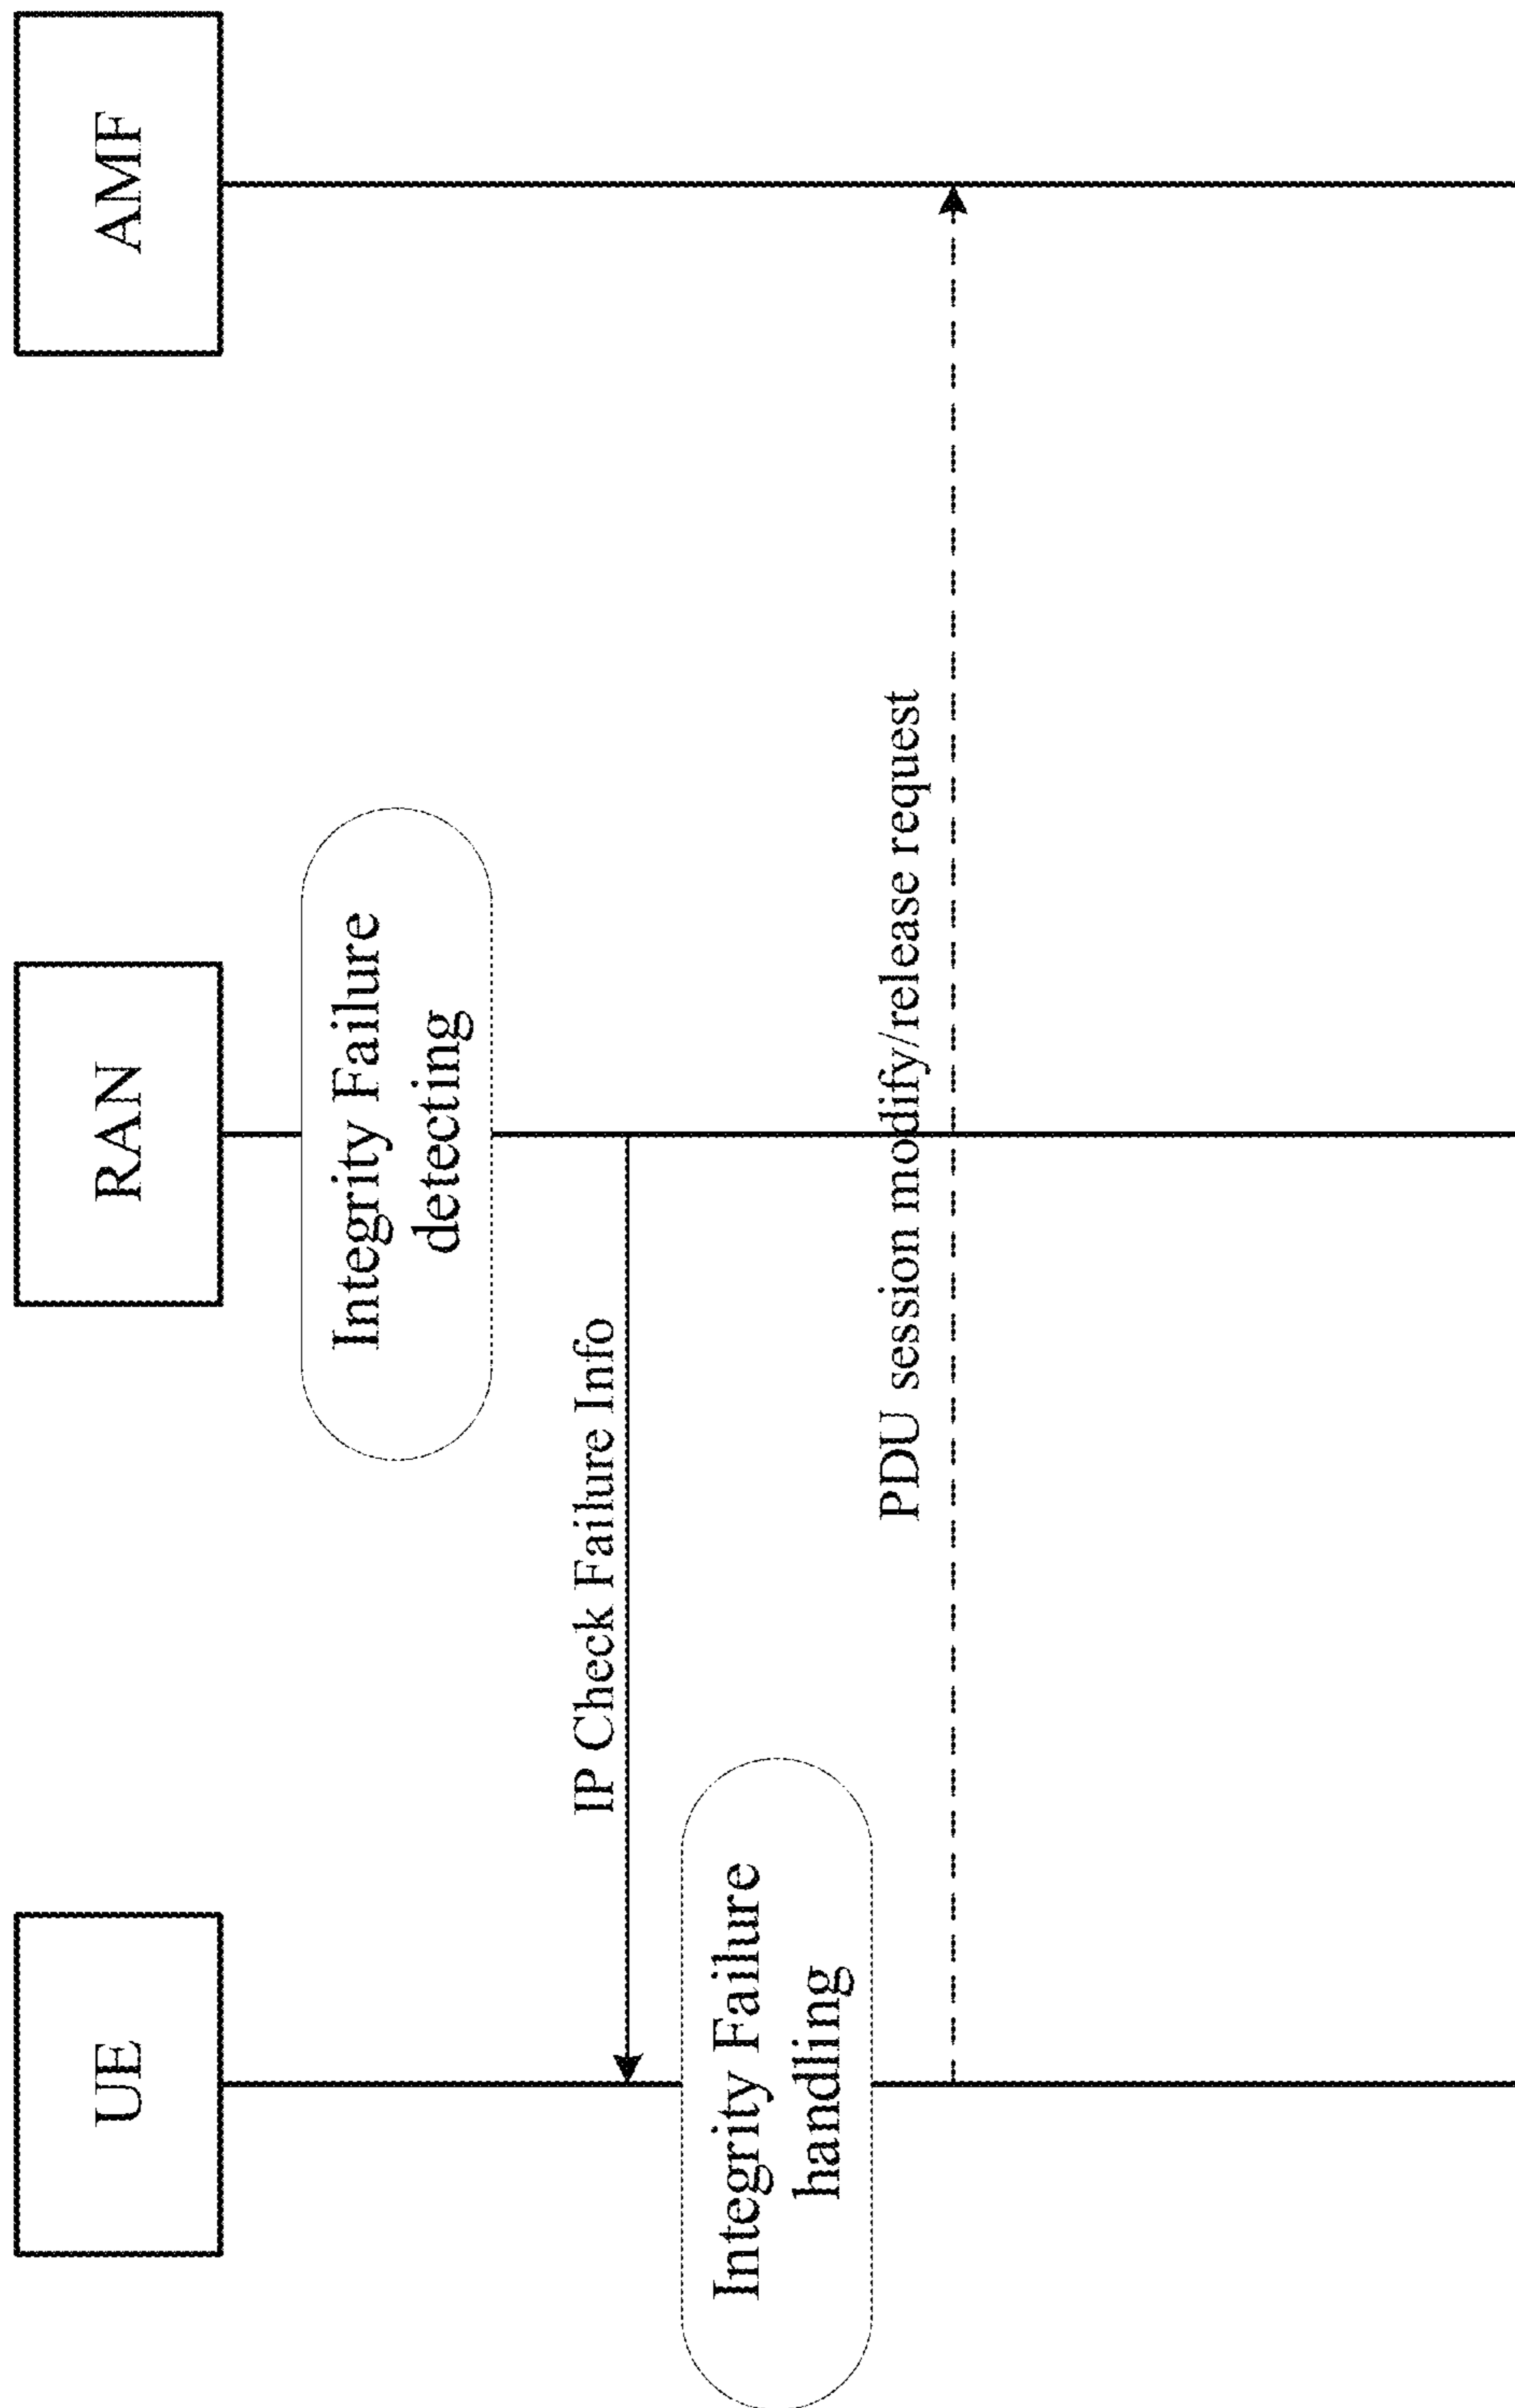 UE
RAN
AMF
Integrity Failure
detecting
IP Check Failure Info
Integrity Failure
handling
PDU session modify/release request